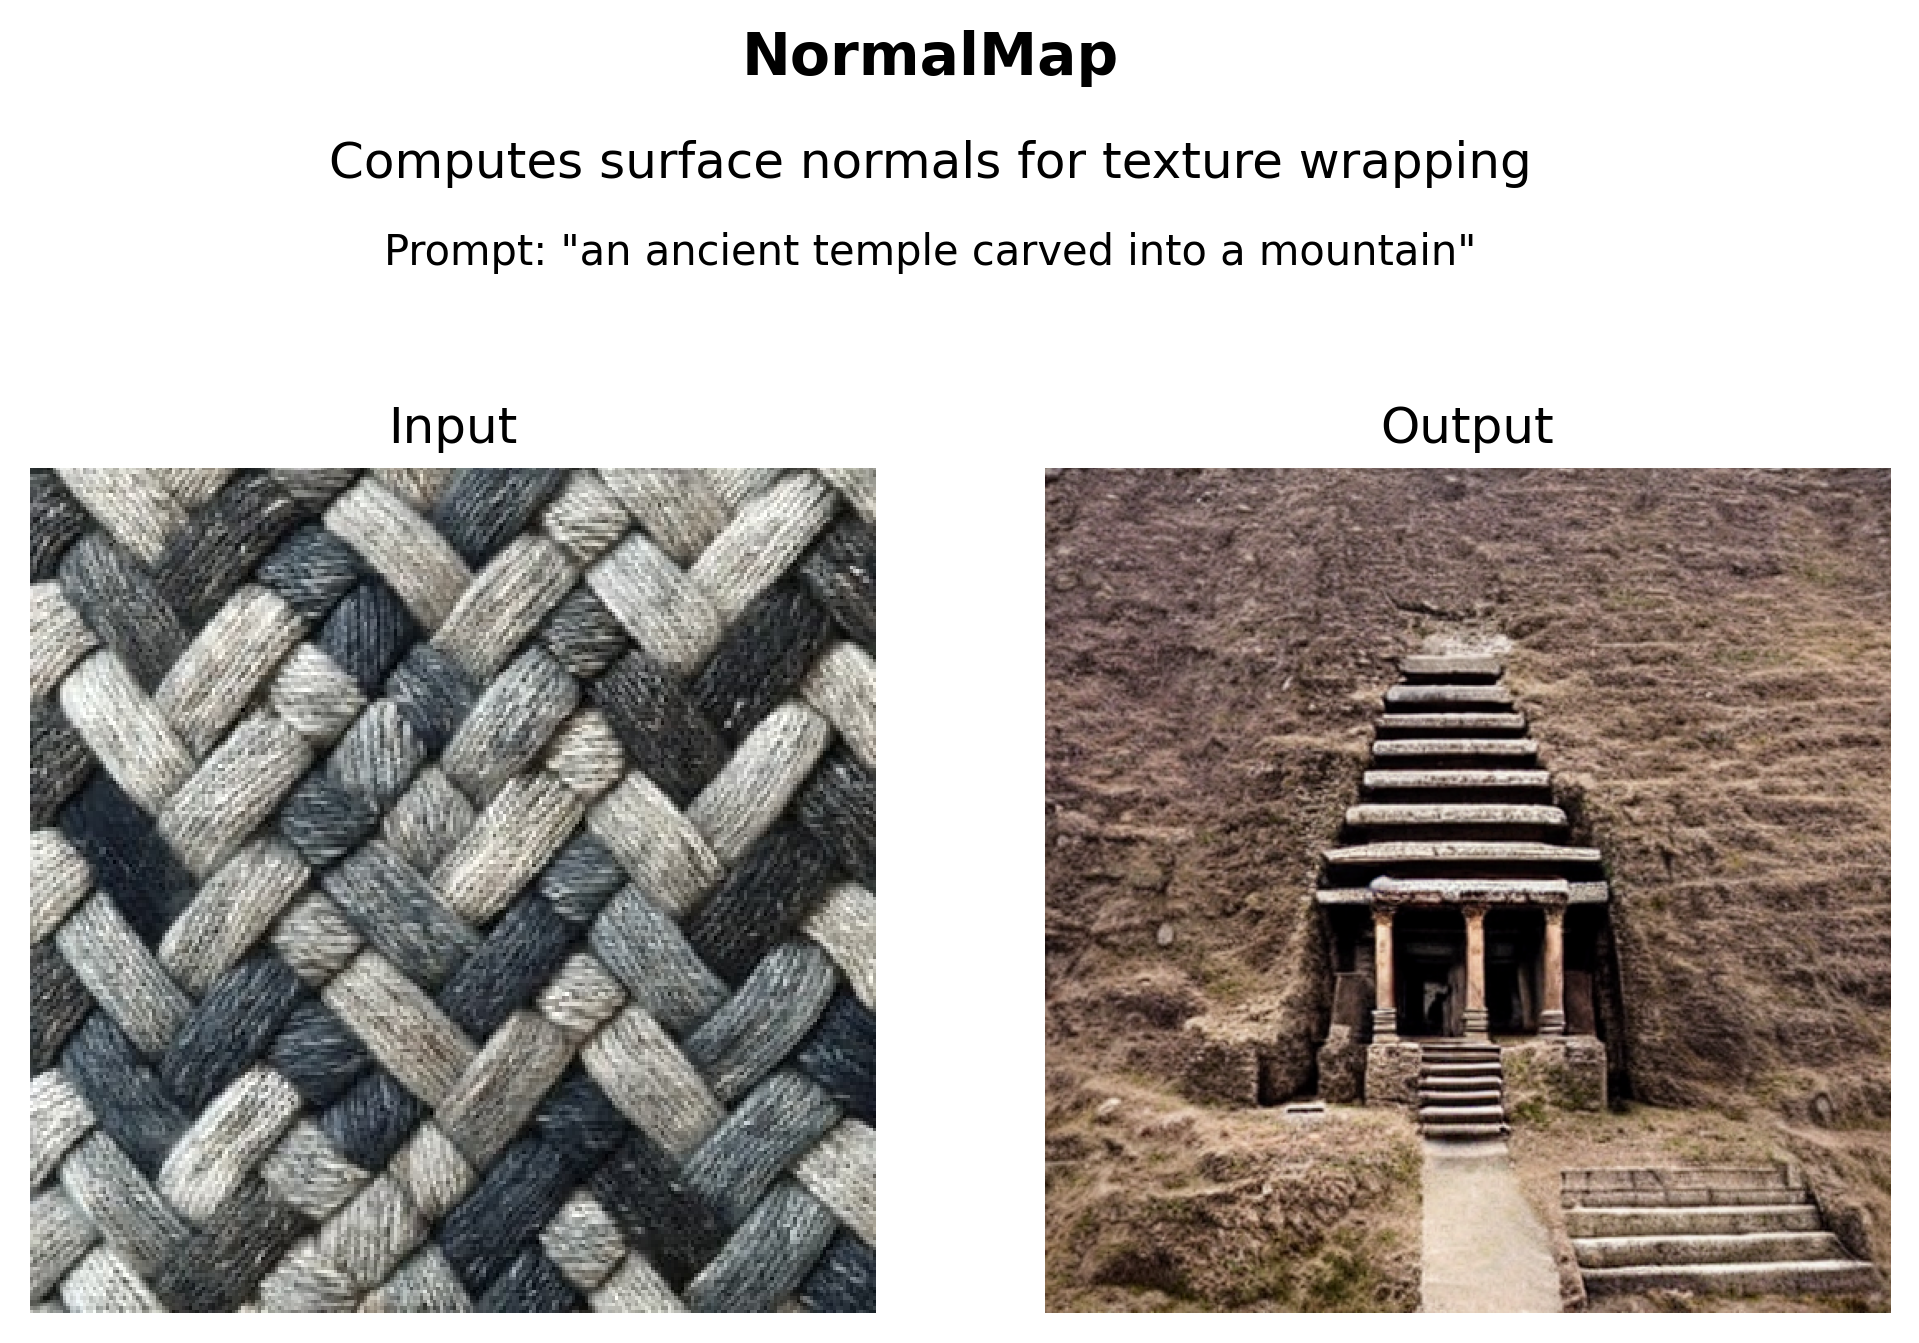 NormalMap
Computes surface normals for texture wrapping
Prompt: "an ancient temple carved into a mountain"
Input
Output